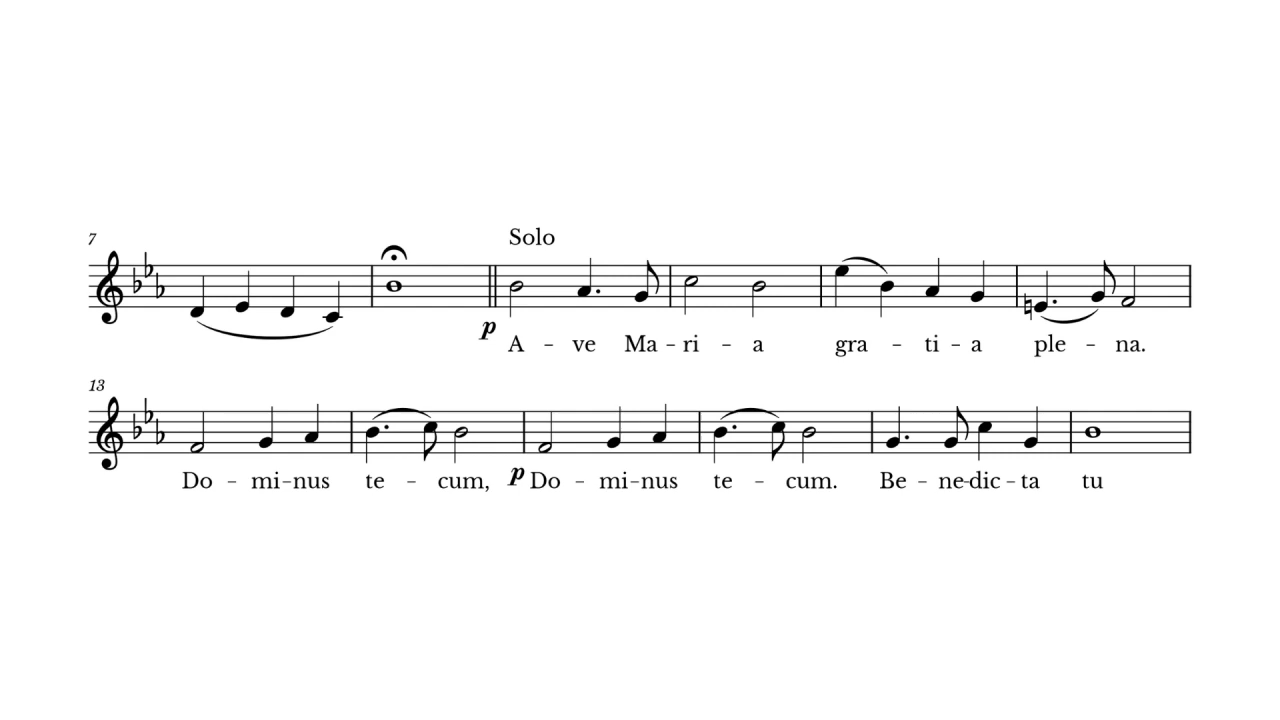 7
Solo
p
A – ve Ma – ri – a gra – ti – a ple – na.
13
Do – mi – nus te – cum, p Do – mi – nus te – cum. Be – ne – dic – ta tu